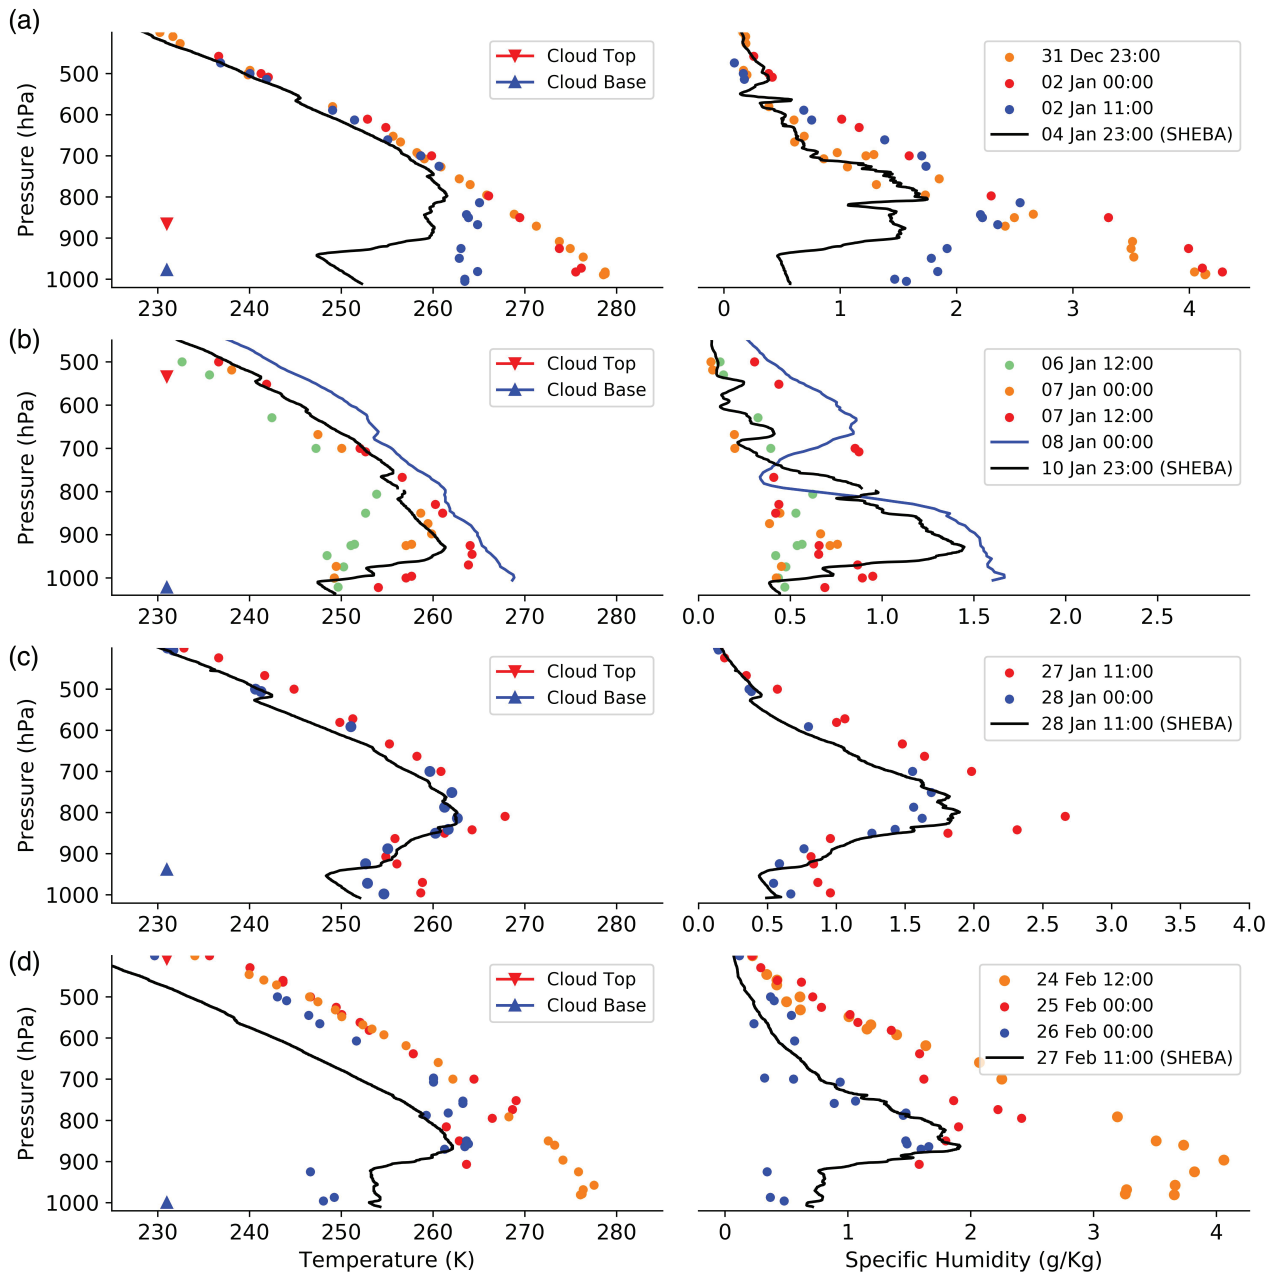 (a)
Pressure (hPa)
500
600
700
800
900
1000
230 240 250 260 270 280
Cloud Top
Cloud Base
0 1 2 3 4
31 Dec 23:00
02 Jan 00:00
02 Jan 11:00
04 Jan 23:00 (SHEBA)
(b)
Pressure (hPa)
500
600
700
800
900
1000
230 240 250 260 270 280
Cloud Top
Cloud Base
0.0 0.5 1.0 1.5 2.0 2.5
06 Jan 12:00
07 Jan 00:00
07 Jan 12:00
08 Jan 00:00
10 Jan 23:00 (SHEBA)
(c)
Pressure (hPa)
500
600
700
800
900
1000
230 240 250 260 270 280
Cloud Top
Cloud Base
0.0 0.5 1.0 1.5 2.0 2.5 3.0 3.5 4.0
27 Jan 11:00
28 Jan 00:00
28 Jan 11:00 (SHEBA)
(d)
Pressure (hPa)
500
600
700
800
900
1000
230 240 250 260 270 280
Temperature (K)
Cloud Top
Cloud Base
0 1 2 3 4
Specific Humidity (g/Kg)
24 Feb 12:00
25 Feb 00:00
26 Feb 00:00
27 Feb 11:00 (SHEBA)